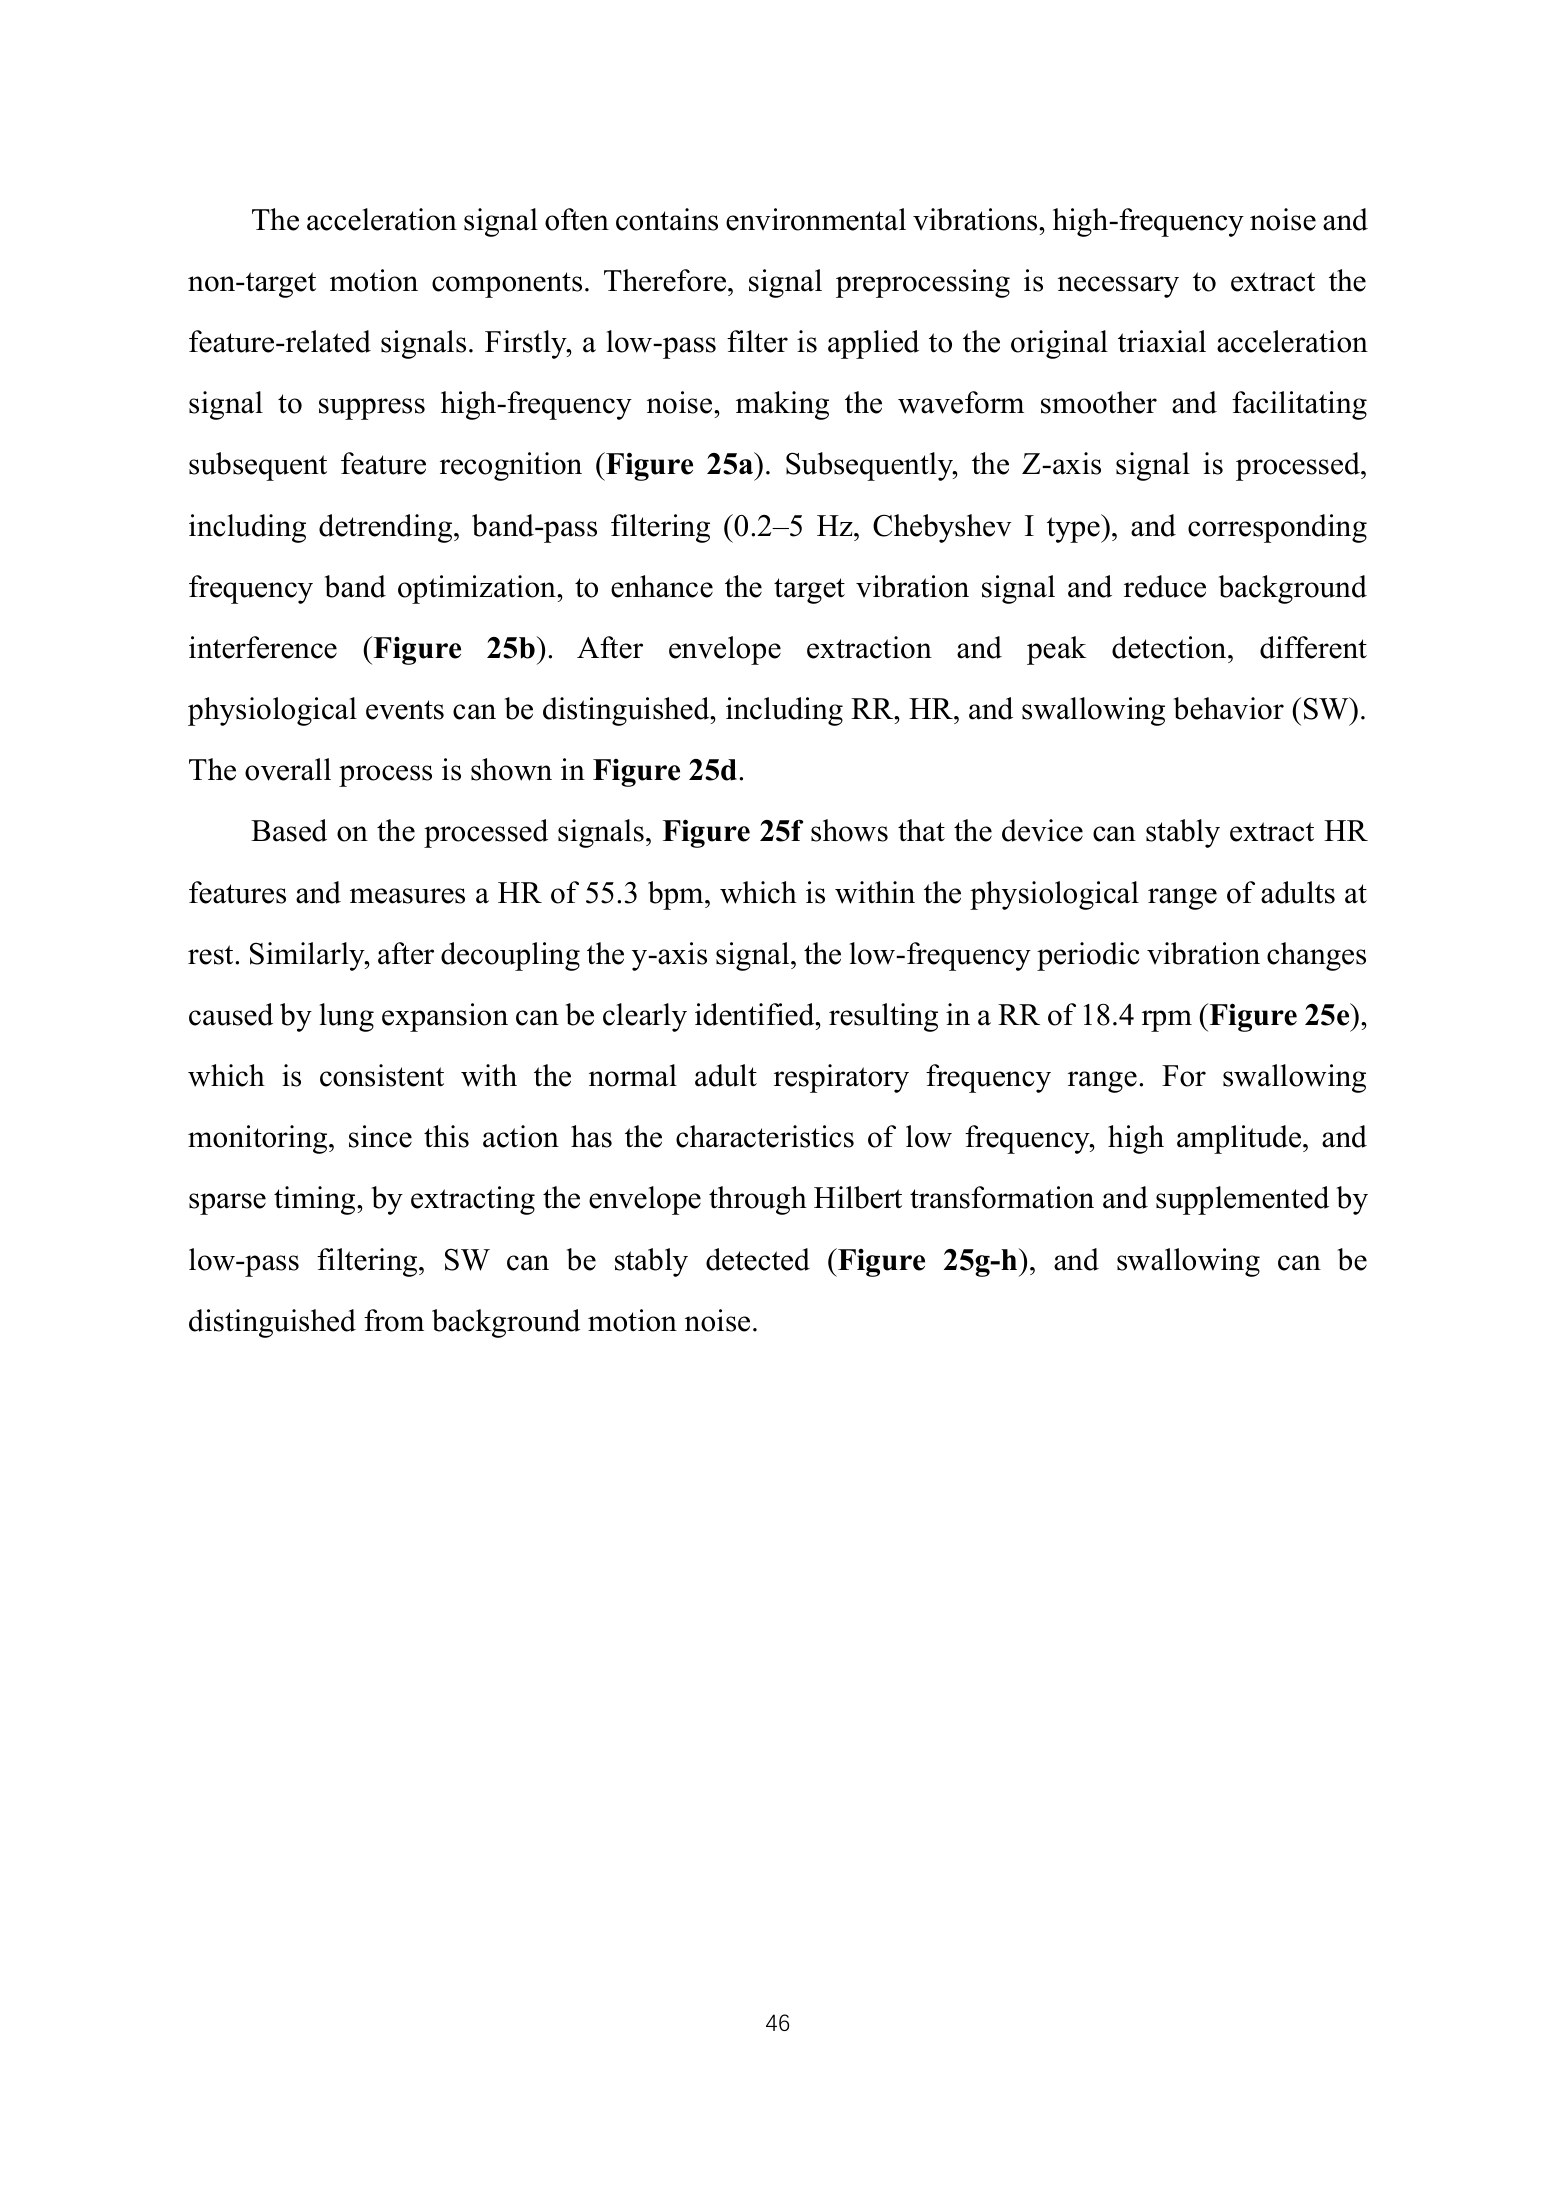 The acceleration signal often contains environmental vibrations, high-frequency noise and
non-target motion components. Therefore, signal preprocessing is necessary to extract the
feature-related signals. Firstly, a low-pass filter is applied to the original triaxial acceleration
signal to suppress high-frequency noise, making the waveform smoother and facilitating
subsequent feature recognition (Figure 25a). Subsequently, the Z-axis signal is processed,
including detrending, band-pass filtering (0.2–5 Hz, Chebyshev I type), and corresponding
frequency band optimization, to enhance the target vibration signal and reduce background
interference (Figure 25b). After envelope extraction and peak detection, different
physiological events can be distinguished, including RR, HR, and swallowing behavior (SW).
The overall process is shown in Figure 25d.
Based on the processed signals, Figure 25f shows that the device can stably extract HR
features and measures a HR of 55.3 bpm, which is within the physiological range of adults at
rest. Similarly, after decoupling the y-axis signal, the low-frequency periodic vibration changes
caused by lung expansion can be clearly identified, resulting in a RR of 18.4 rpm (Figure 25e),
which is consistent with the normal adult respiratory frequency range. For swallowing
monitoring, since this action has the characteristics of low frequency, high amplitude, and
sparse timing, by extracting the envelope through Hilbert transformation and supplemented by
low-pass filtering, SW can be stably detected (Figure 25g-h), and swallowing can be
distinguished from background motion noise.
46